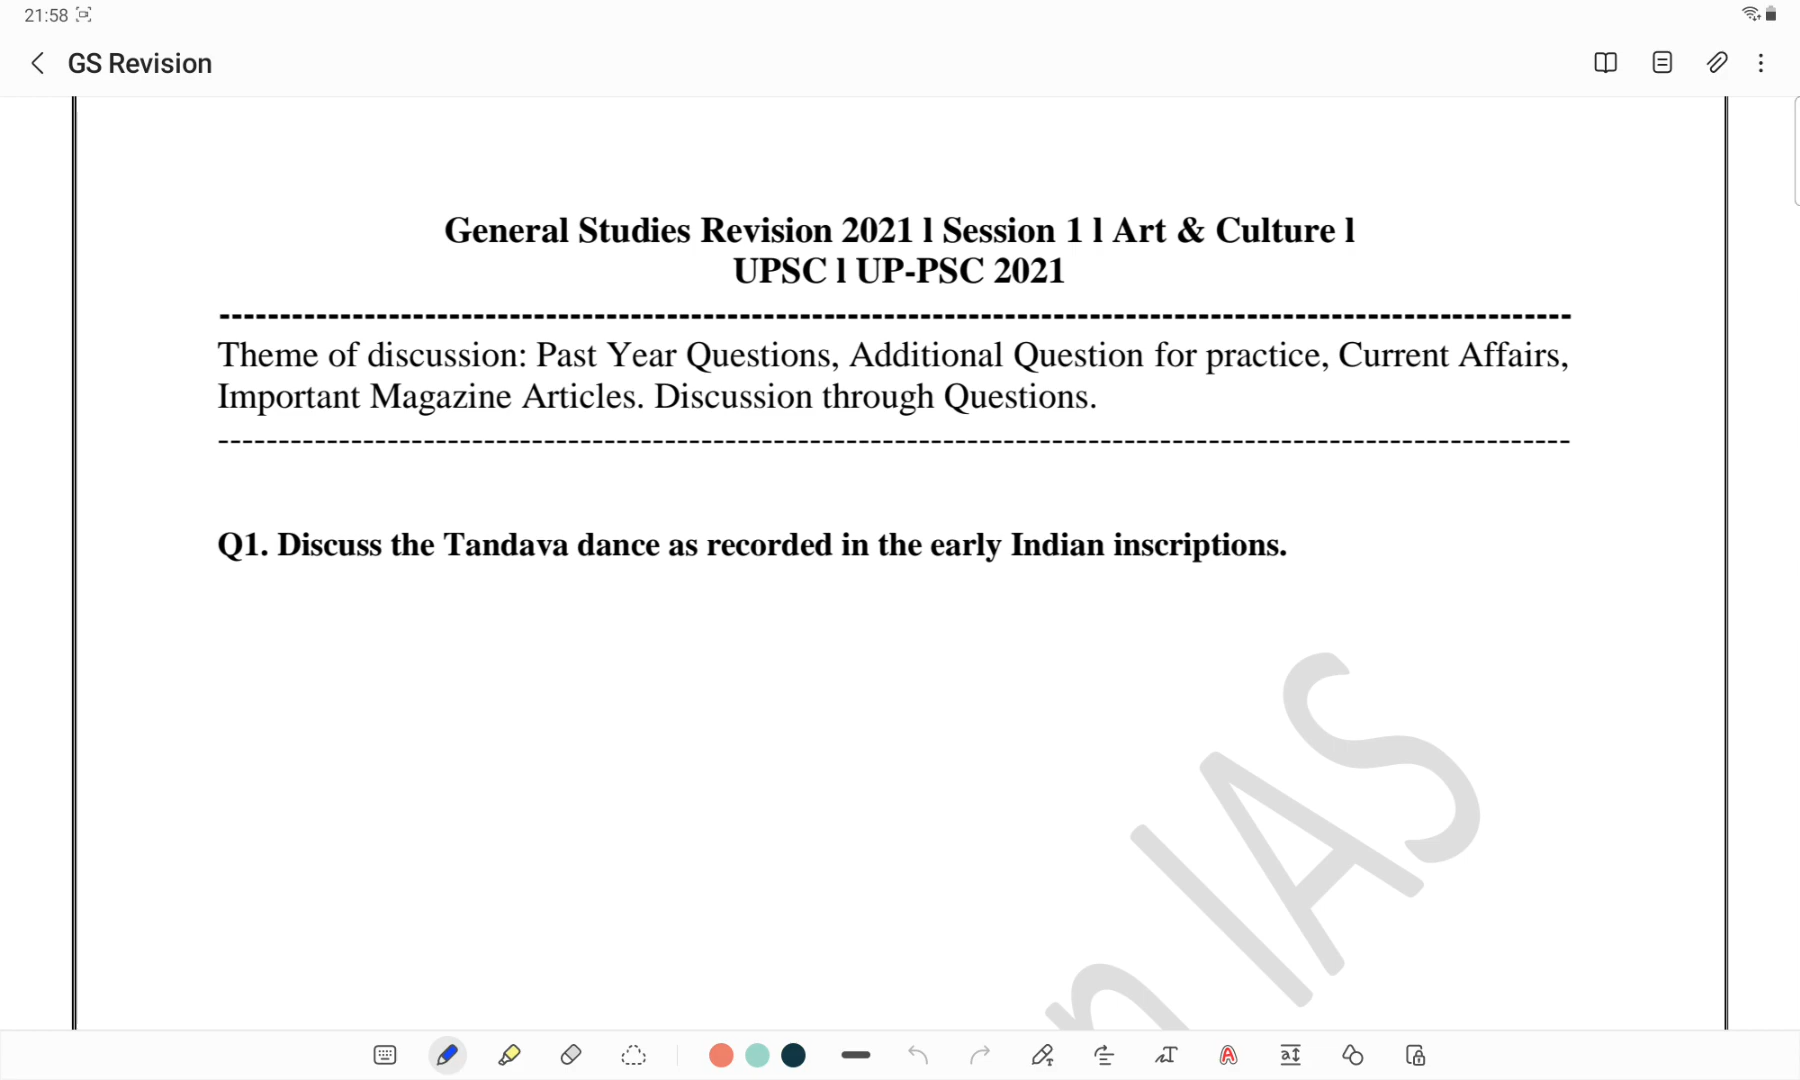 21:58
GS Revision
General Studies Revision 2021 l Session 1 l Art & Culture l
UPSC l UP-PSC 2021
--------------------------------------------------------------------------------------------------------------
Theme of discussion: Past Year Questions, Additional Question for practice, Current Affairs,
Important Magazine Articles. Discussion through Questions.
--------------------------------------------------------------------------------------------------------------
Q1. Discuss the Tandava dance as recorded in the early Indian inscriptions.
IAS